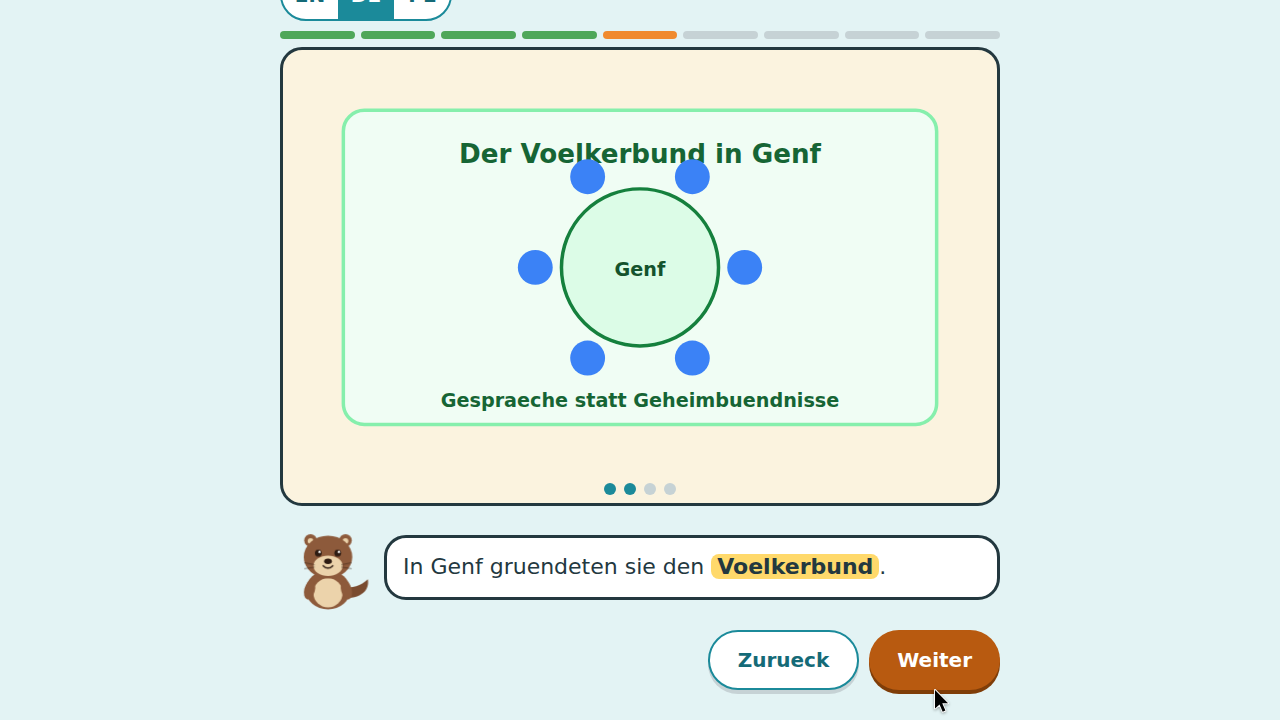 Der Voelkerbund in Genf
Genf
Gespraeche statt Geheimbuendnisse
In Genf gruendeten sie den Voelkerbund.
Zurueck
Weiter